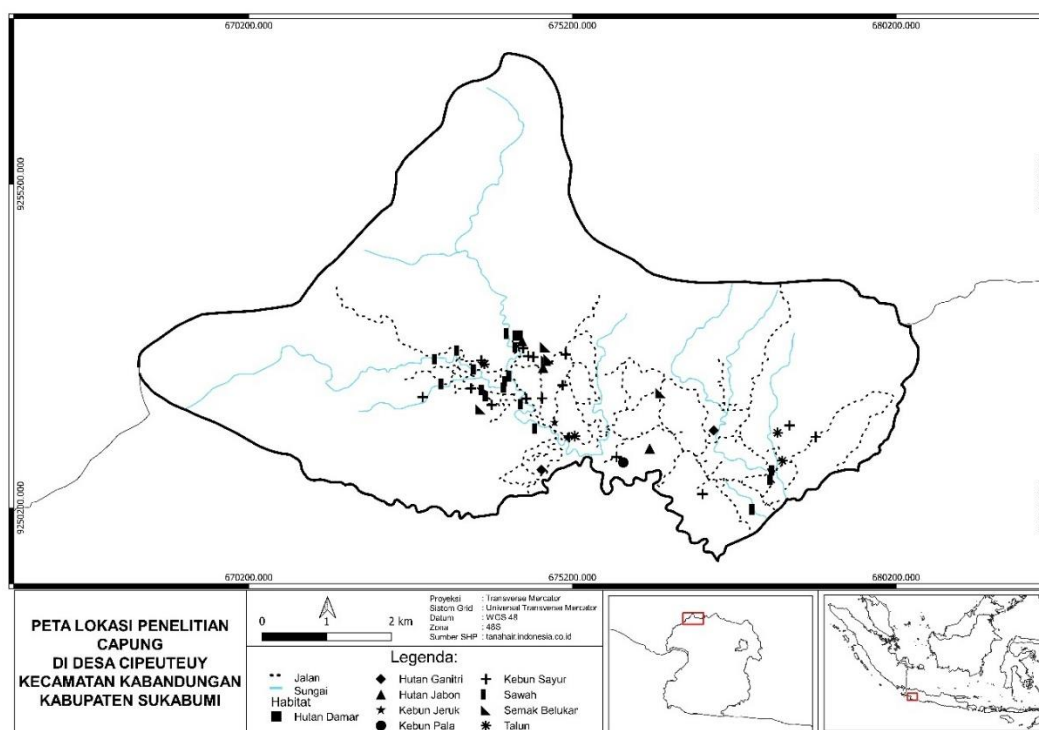 670200.000 675200.000 680200.000
9255200.000
9250200.000
670200.000 675200.000 680200.000
PETA LOKASI PENELITIAN
CAPUNG
DI DESA CIPEUTEUY
KECAMATAN KABANDUNGAN
KABUPATEN SUKABUMI
0 1 2 km
Proyeksi : Transverse Mercator
Sistom Grid : Universal Transverse Mercator
Datum : WGS-48
Zona : 48S
Sumber SHP : tanahair.indonesia.co.id
Legenda:
Jalan
Sungai
Habitat
Hutan Damar
Hutan Ganitri
Hutan Jabon
Kebun Jeruk
Kebun Pala
Kebun Sayur
Sawah
Semak Belukar
Talun